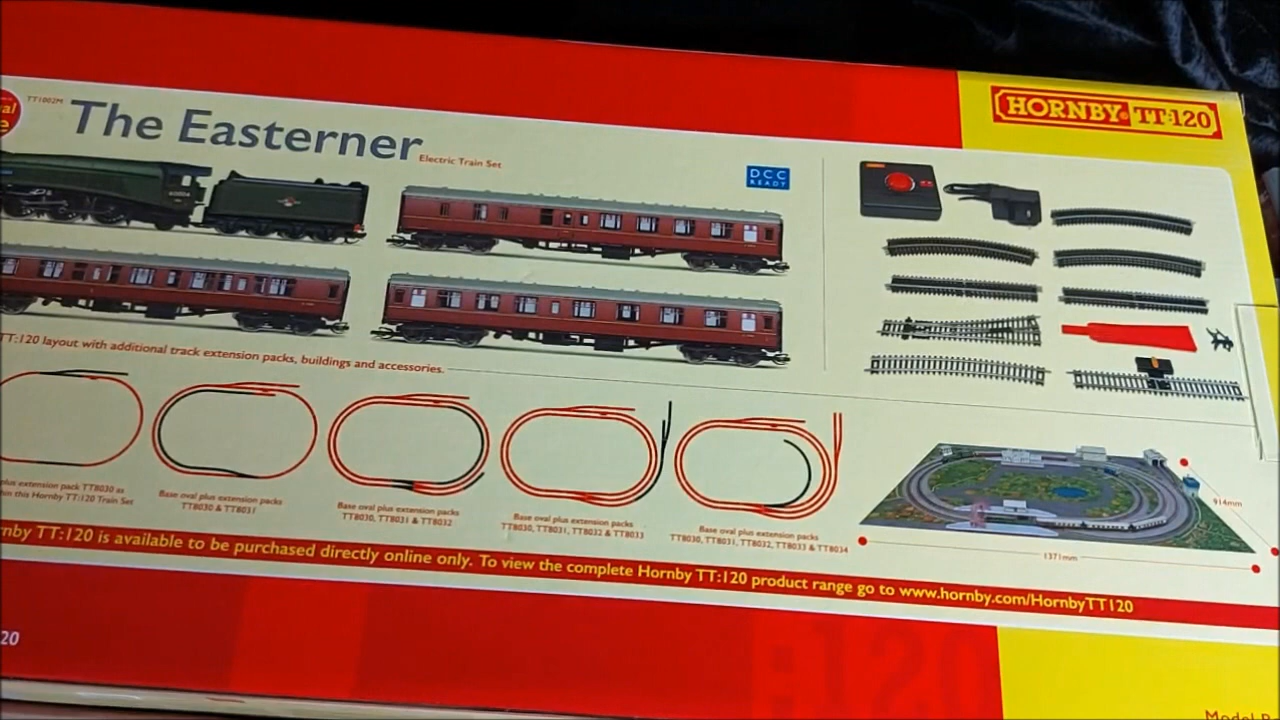 TT1002M
The Easterner
Electric Train Set
DCC
READY
HORNBY® TT:120
TT:120 layout with additional track extension packs, buildings and accessories.
plus extension pack TT8030 as
this Hornby TT:120 Train Set
Base oval plus extension packs
TT8030 & TT8031
Base oval plus extension packs
TT8030, TT8031 & TT8032
Base oval plus extension packs
TT8030, TT8031, TT8032 & TT8033
Base oval plus extension packs
TT8030, TT8031, TT8032, TT8033 & TT8034
914mm
1371mm
rnby TT:120 is available to be purchased directly online only. To view the complete Hornby TT:120 product range go to www.hornby.com/HornbyTT120
20